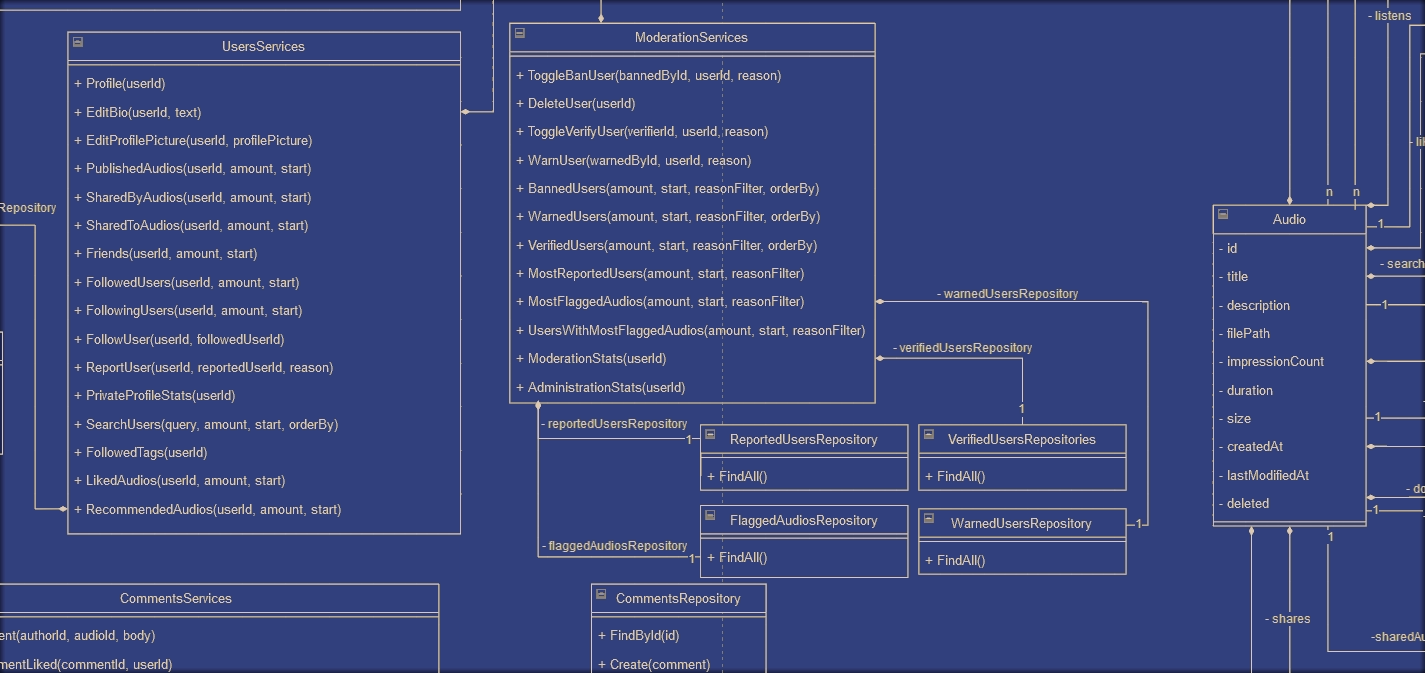 UsersServices
+ Profile(userId)
+ EditBio(userId, text)
+ EditProfilePicture(userId, profilePicture)
+ PublishedAudios(userId, amount, start)
+ SharedByAudios(userId, amount, start)
+ SharedToAudios(userId, amount, start)
+ Friends(userId, amount, start)
+ FollowedUsers(userId, amount, start)
+ FollowingUsers(userId, amount, start)
+ FollowUser(userId, followedUserId)
+ ReportUser(userId, reportedUserId, reason)
+ PrivateProfileStats(userId)
+ SearchUsers(query, amount, start, orderBy)
+ FollowedTags(userId)
+ LikedAudios(userId, amount, start)
+ RecommendedAudios(userId, amount, start)
Repository
ModerationServices
+ ToggleBanUser(bannedById, userId, reason)
+ DeleteUser(userId)
+ ToggleVerifyUser(verifierId, userId, reason)
+ WarnUser(warnedById, userId, reason)
+ BannedUsers(amount, start, reasonFilter, orderBy)
+ WarnedUsers(amount, start, reasonFilter, orderBy)
+ VerifiedUsers(amount, start, reasonFilter, orderBy)
+ MostReportedUsers(amount, start, reasonFilter)
+ MostFlaggedAudios(amount, start, reasonFilter)
+ UsersWithMostFlaggedAudios(amount, start, reasonFilter)
+ ModerationStats(userId)
+ AdministrationStats(userId)
- warnedUsersRepository
- verifiedUsersRepository
1
- reportedUsersRepository
1
ReportedUsersRepository
+ FindAll()
VerifiedUsersRepositories
+ FindAll()
- flaggedAudiosRepository
1
FlaggedAudiosRepository
+ FindAll()
WarnedUsersRepository
+ FindAll()
1
CommentsServices
ent(authorId, audioId, body)
mentLiked(commentId, userId)
CommentsRepository
+ FindById(id)
+ Create(comment)
- listens
n
n
Audio
- id
- title
- description
- filePath
- impressionCount
- duration
- size
- createdAt
- lastModifiedAt
- deleted
1
- lik
- search
1
1
- do
1
1
- shares
-sharedAu